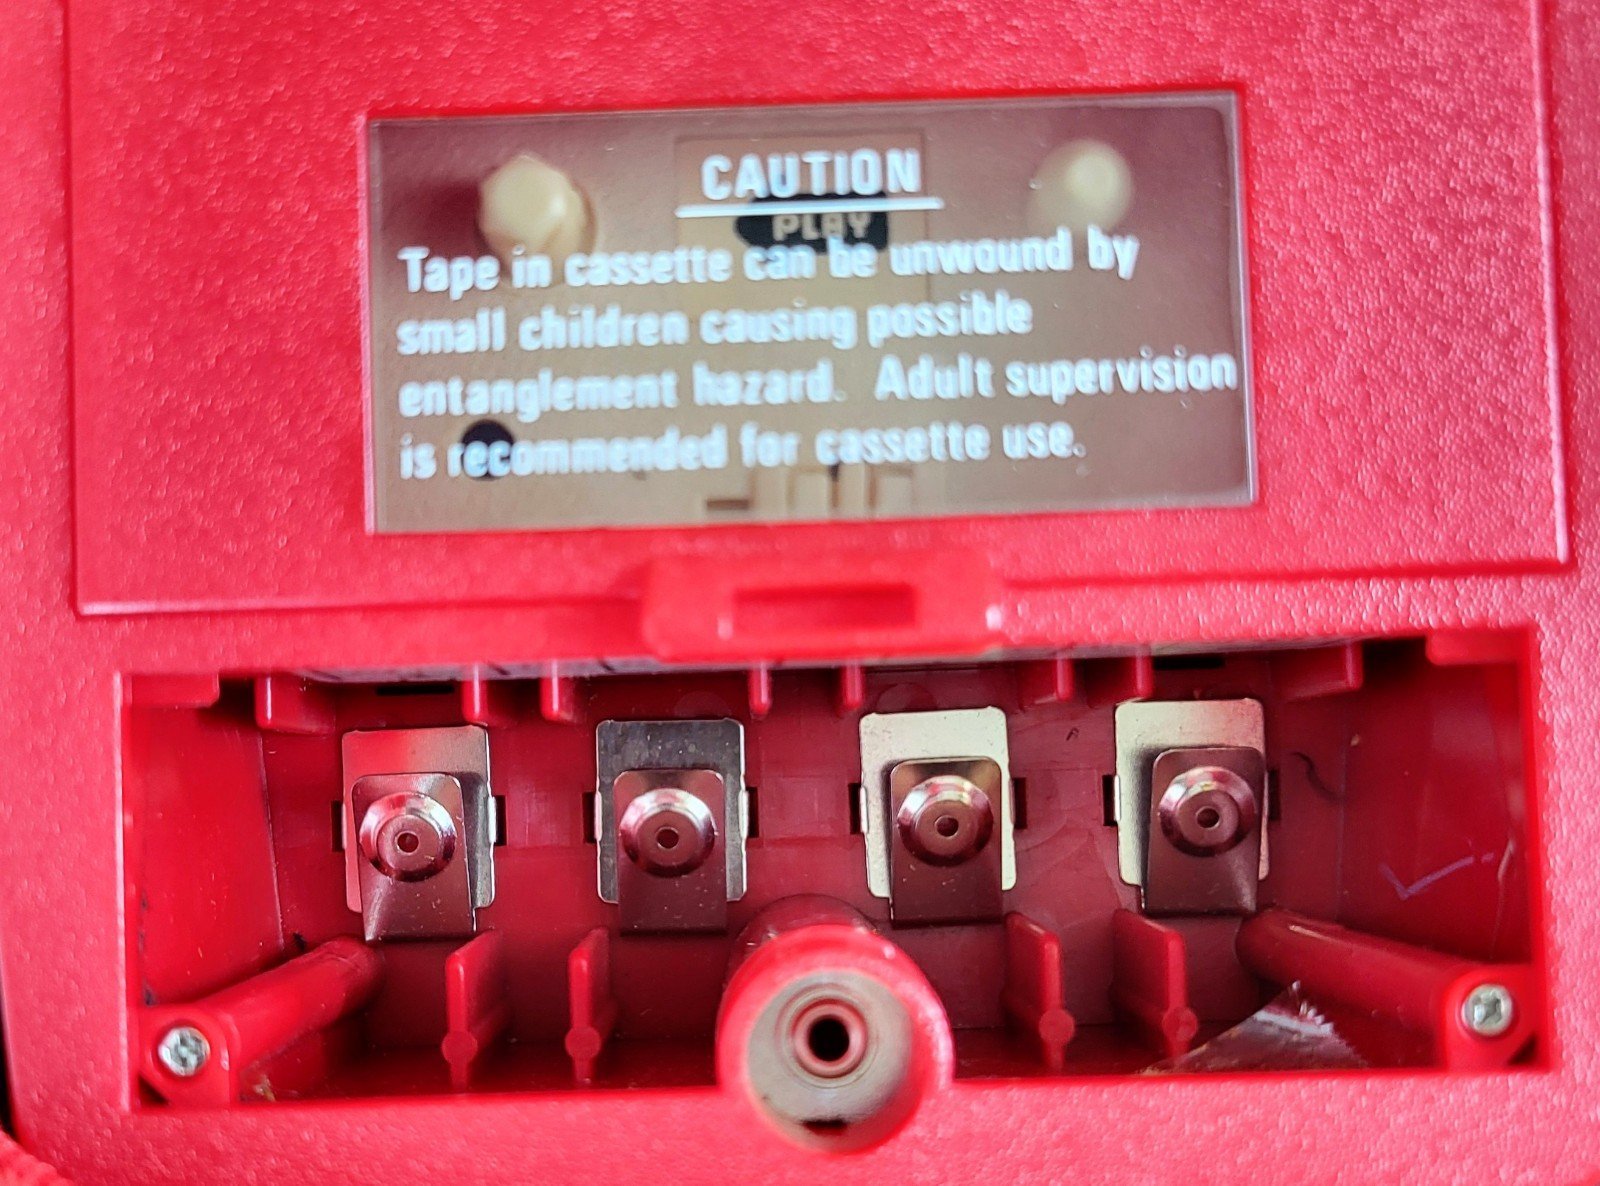 CAUTION
PLAY
Tape in cassette can be unwound by
small children causing possible
entanglement hazard. Adult supervision
is recommended for cassette use.